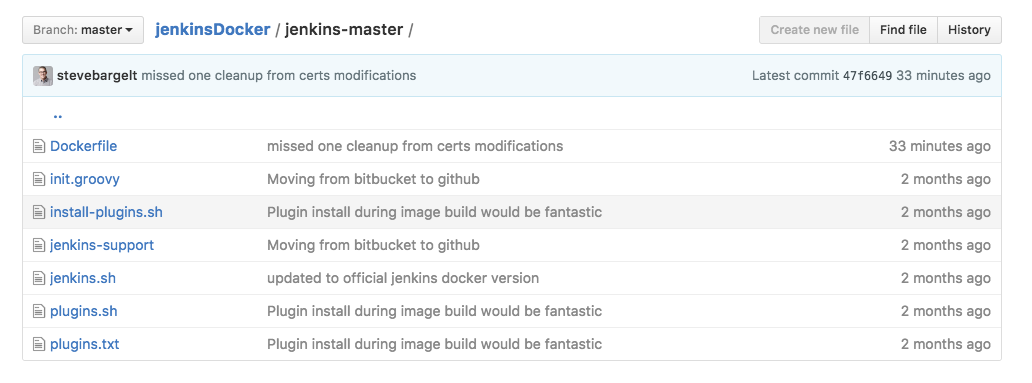 Branch: master jenkinsDocker / jenkins-master / Create new file Find file History
stevebargelt missed one cleanup from certs modifications Latest commit 47f6649 33 minutes ago
..
Dockerfile missed one cleanup from certs modifications 33 minutes ago
init.groovy Moving from bitbucket to github 2 months ago
install-plugins.sh Plugin install during image build would be fantastic 2 months ago
jenkins-support Moving from bitbucket to github 2 months ago
jenkins.sh updated to official jenkins docker version 2 months ago
plugins.sh Plugin install during image build would be fantastic 2 months ago
plugins.txt Plugin install during image build would be fantastic 2 months ago